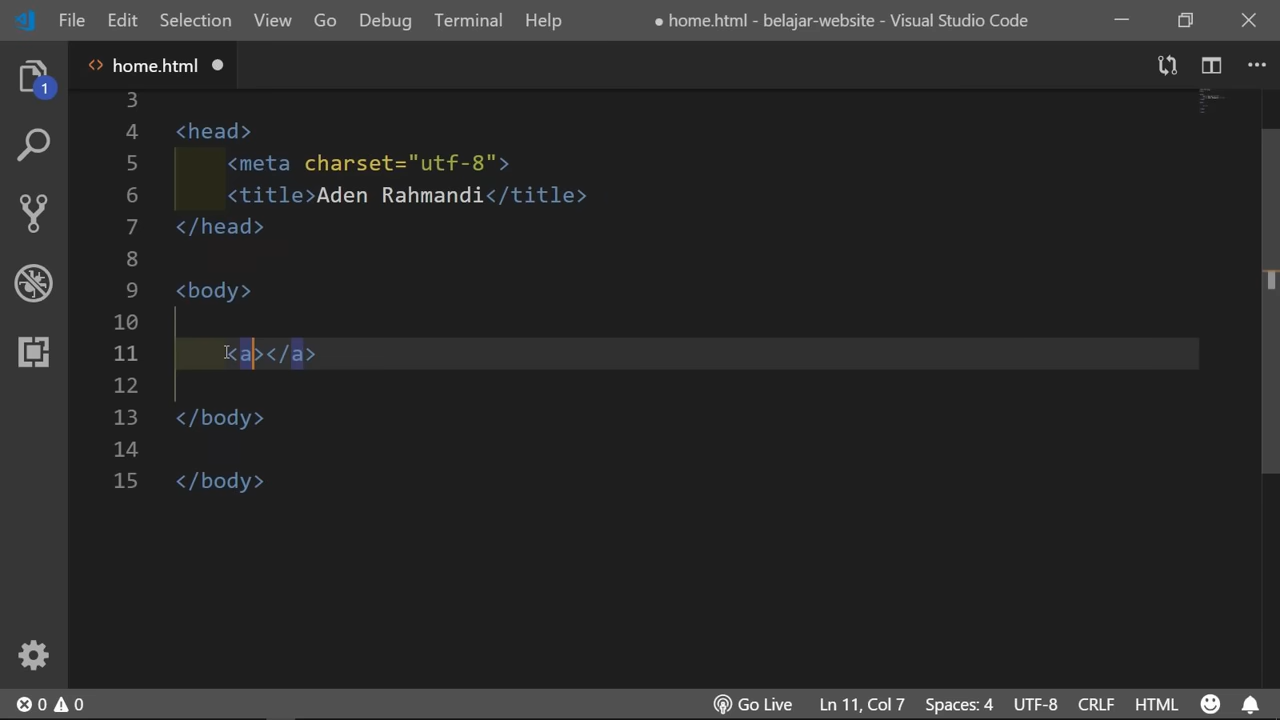 File Edit Selection View Go Debug Terminal Help ● home.html - belajar-website - Visual Studio Code
<> home.html
1
3
4 <head>
5 <meta charset="utf-8">
6 <title>Aden Rahmandi</title>
7 </head>
8
9 <body>
10
11 <a></a>
12
13 </body>
14
15 </body>
0 0 Go Live Ln 11, Col 7 Spaces: 4 UTF-8 CRLF HTML